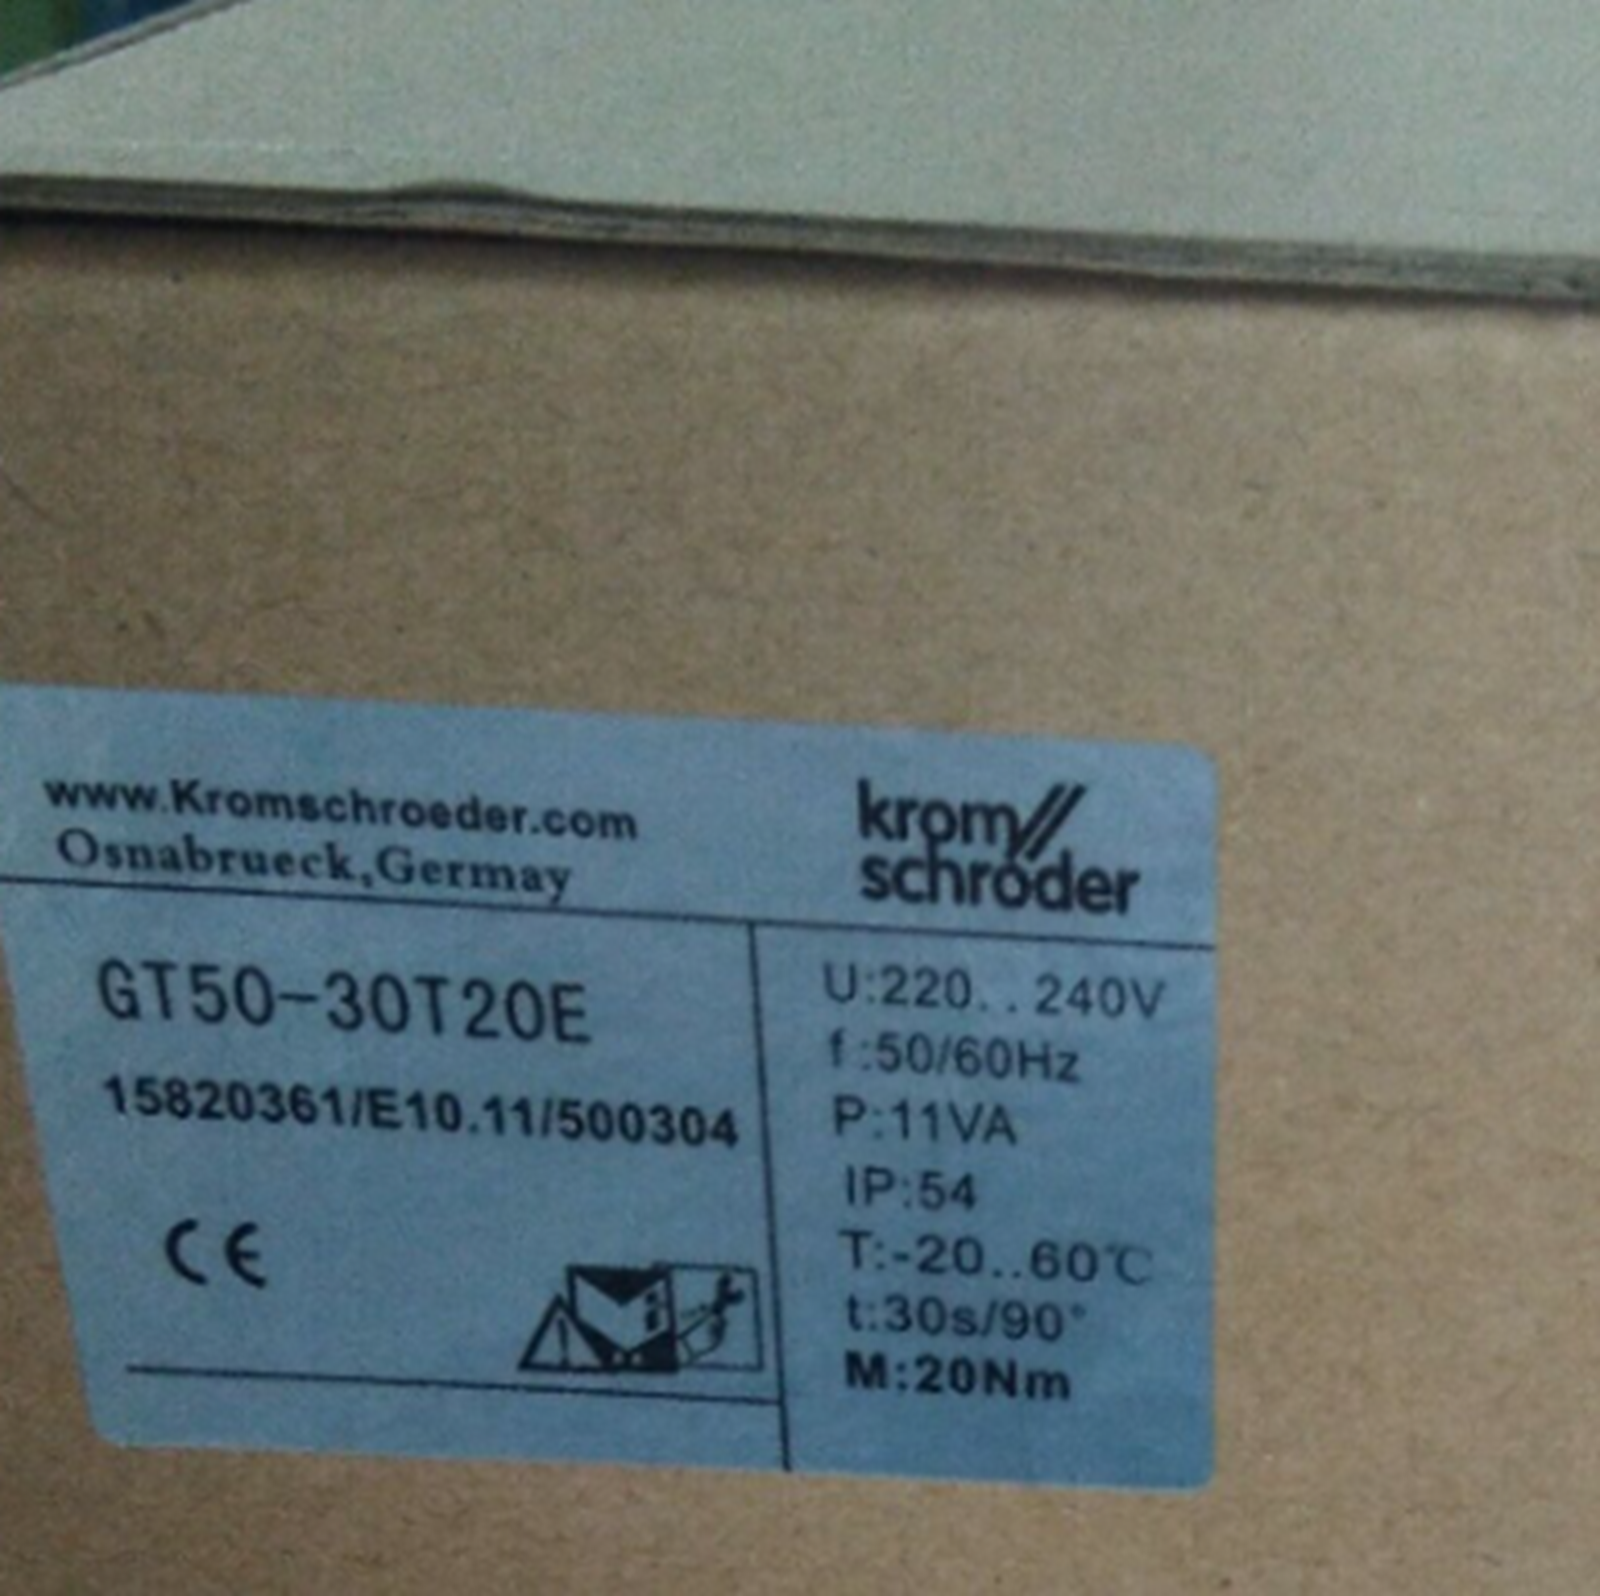 www.Kromschroeder.com
Osnabrueck,Germay
krom//
schröder
GT50-30T20E
15820361/E10.11/500304
CE
U:220..240V
f:50/60Hz
P:11VA
IP:54
T:-20..60℃
t:30s/90°
M:20Nm